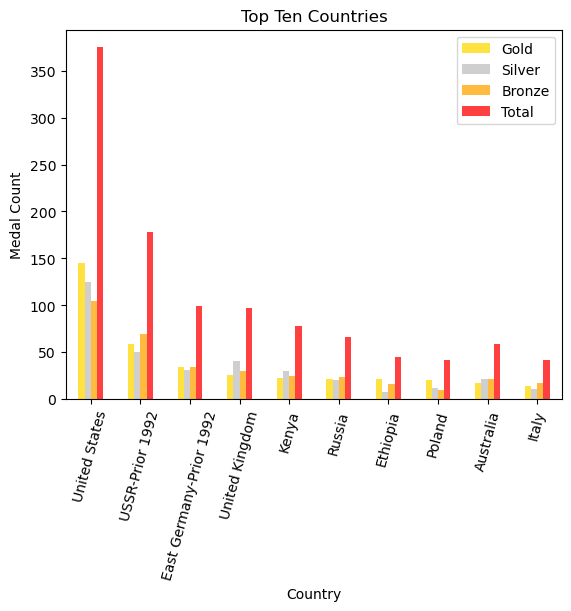 Top Ten Countries
Gold
Silver
Bronze
Total
Medal Count
350
300
250
200
150
100
50
0
United States
USSR-Prior 1992
East Germany-Prior 1992
United Kingdom
Kenya
Russia
Ethiopia
Poland
Australia
Italy
Country